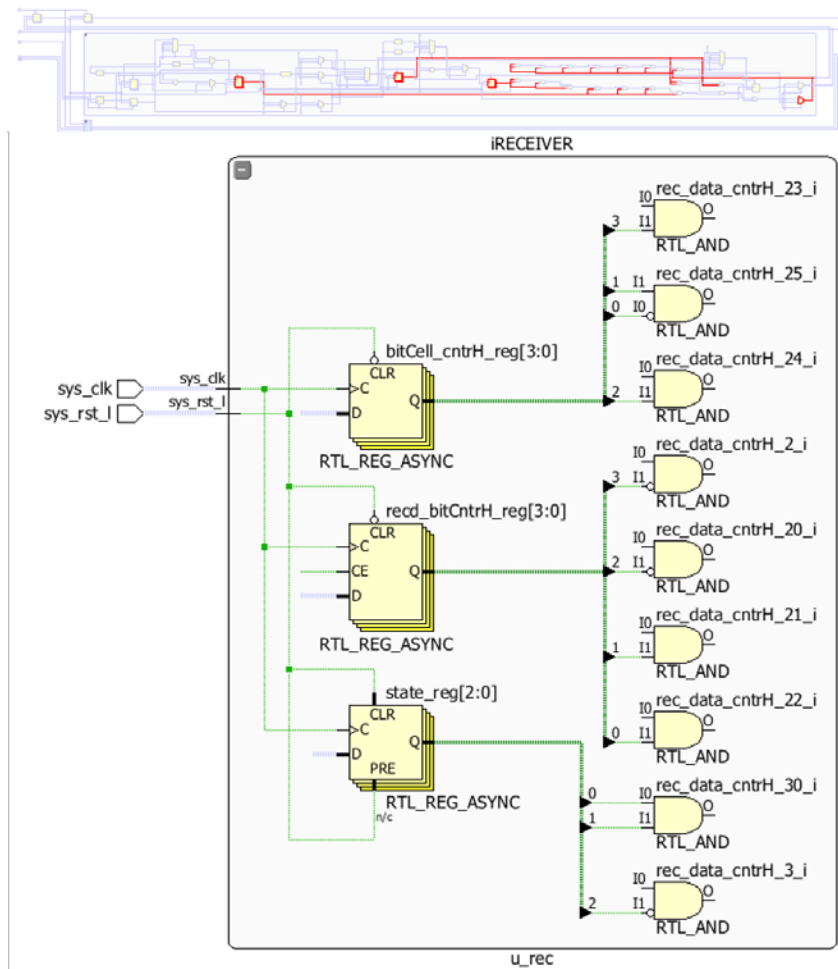 iRECEIVER
rec_data_cntrH_23_i
I0
O
3
I1
RTL_AND
rec_data_cntrH_25_i
1
I1
O
0
I0
RTL_AND
bitCell_cntrH_reg[3:0]
CLR
C
D
Q
RTL_REG_ASYNC
rec_data_cntrH_24_i
I0
O
2
I1
RTL_AND
sys_clk
sys_clk
sys_rst_l
sys_rst_l
rec_data_cntrH_2_i
I0
O
3
I1
RTL_AND
recd_bitCntrH_reg[3:0]
CLR
C
CE
Q
D
RTL_REG_ASYNC
rec_data_cntrH_20_i
I0
O
2
I1
RTL_AND
rec_data_cntrH_21_i
I0
O
1
I1
RTL_AND
state_reg[2:0]
CLR
C
Q
D
PRE
RTL_REG_ASYNC
n/c
rec_data_cntrH_22_i
I0
O
0
I1
RTL_AND
rec_data_cntrH_30_i
0
I0
O
1
I1
RTL_AND
rec_data_cntrH_3_i
I0
O
2
I1
RTL_AND
u_rec